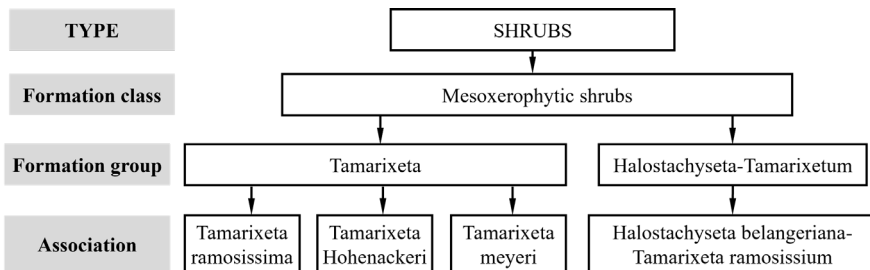 TYPE
SHRUBS
Formation class
Mesoxerophytic shrubs
Formation group
Tamarixeta
Halostachyseta-Tamarixetum
Association
Tamarixeta
ramosissima
Tamarixeta
Hohenackeri
Tamarixeta
meyeri
Halostachyseta belangeriana-
Tamarixeta ramosissium